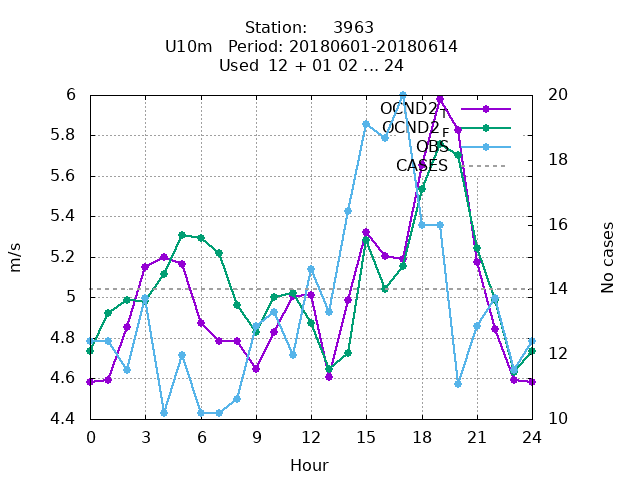 Station:     3963
U10m   Period: 20180601-20180614
Used  12 + 01 02 ... 24
OCND2_T
OCND2_F
OBS
CASES
6
5.8
5.6
5.4
5.2
5
4.8
4.6
4.4
20
18
16
14
12
10
m/s
No cases
0 3 6 9 12 15 18 21 24
Hour